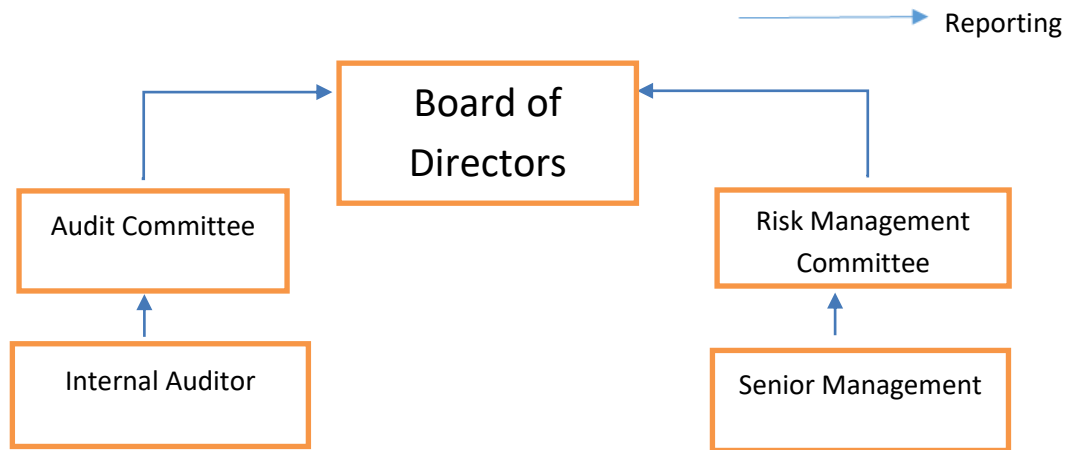 Reporting
Board of
Directors
Audit Committee
Risk Management
Committee
Internal Auditor
Senior Management